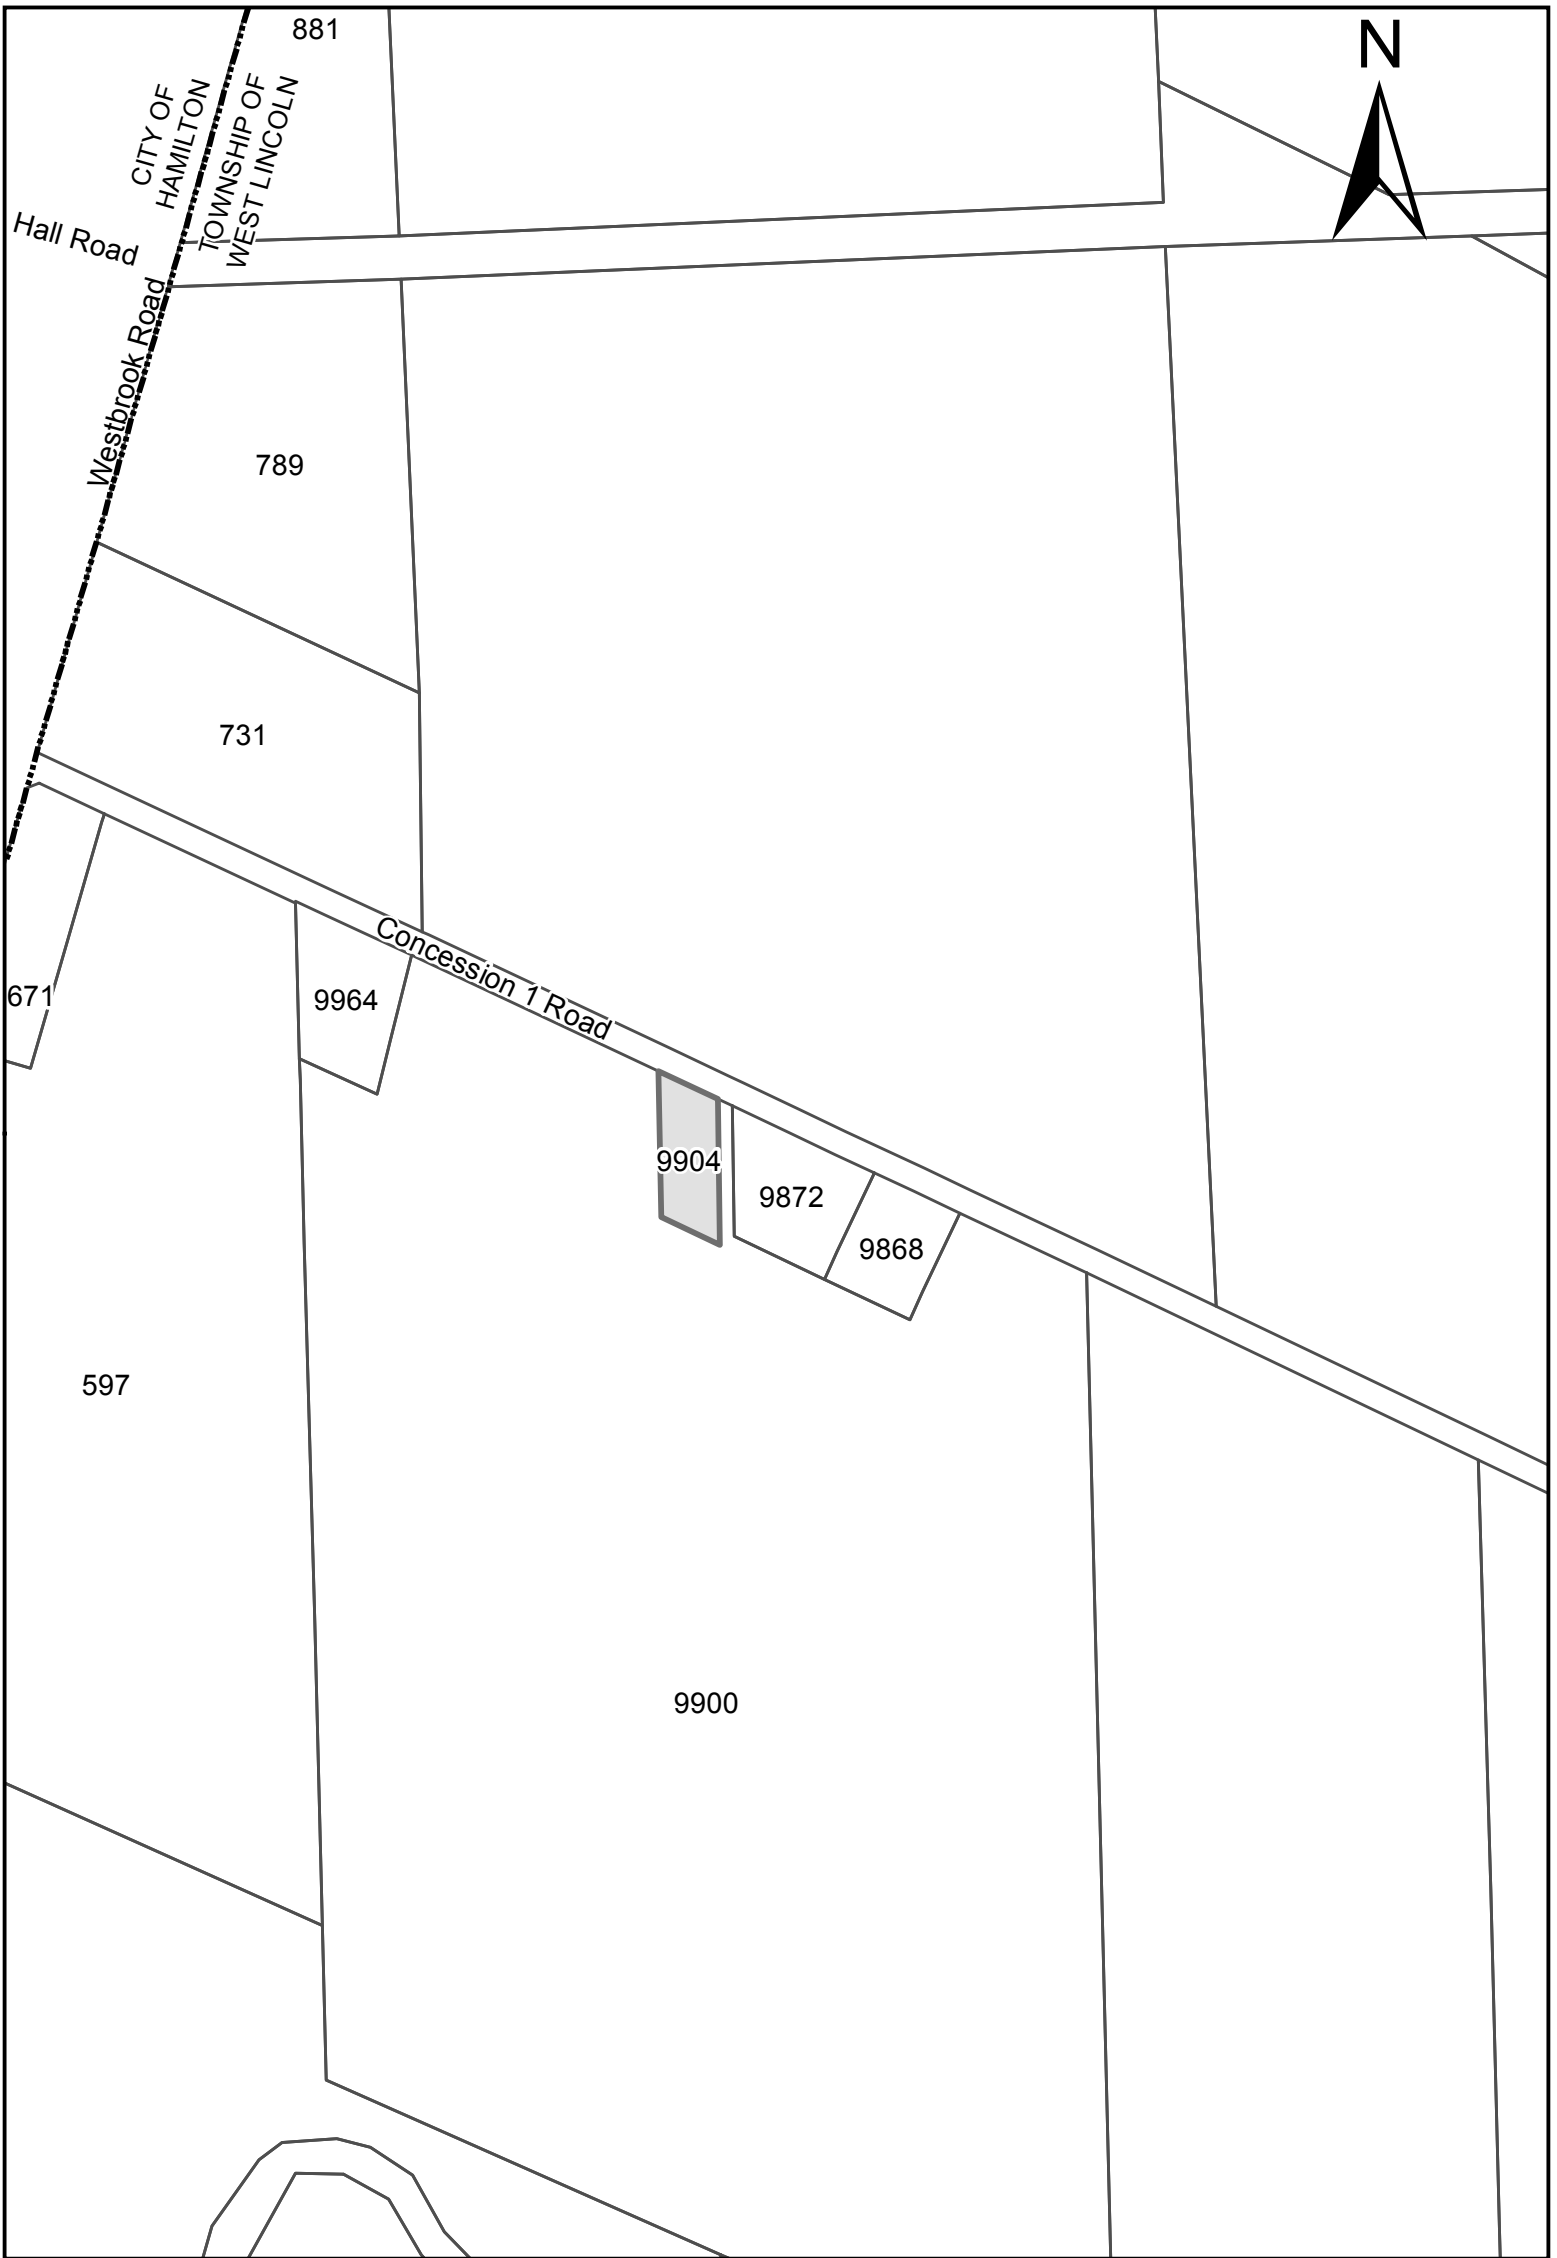 881
N
CITY OF
HAMILTON
TOWNSHIP OF
WEST LINCOLN
Hall Road
Westbrook Road
789
731
Concession 1 Road
671
9964
9904
9872
9868
597
9900